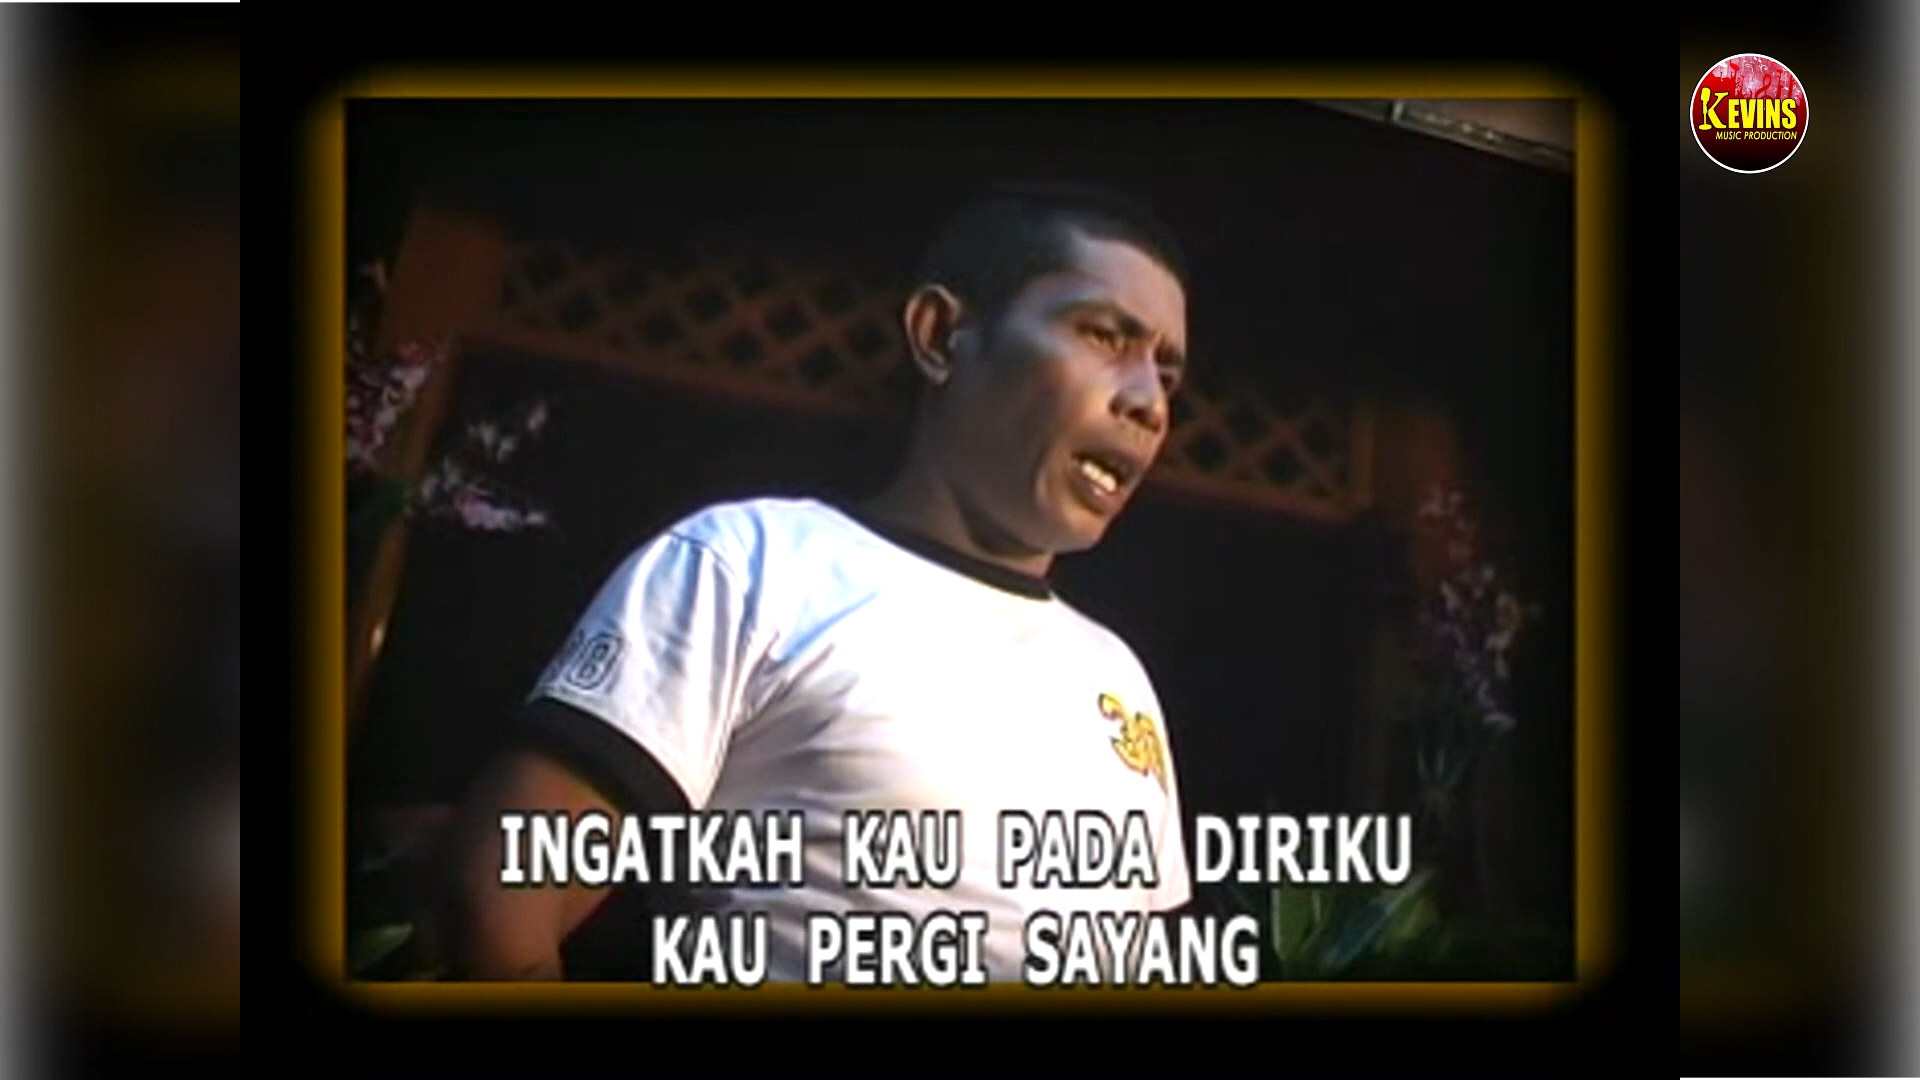 KEVINS
MUSIC PRODUCTION
INGATKAH KAU PADA DIRIKU
KAU PERGI SAYANG